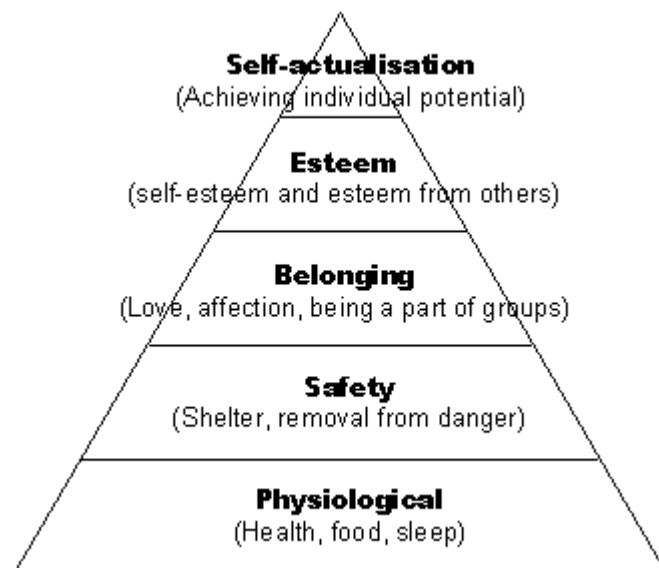 Self-actualisation
(Achieving individual potential)
Esteem
(self-esteem and esteem from others)
Belonging
(Love, affection, being a part of groups)
Safety
(Shelter, removal from danger)
Physiological
(Health, food, sleep)